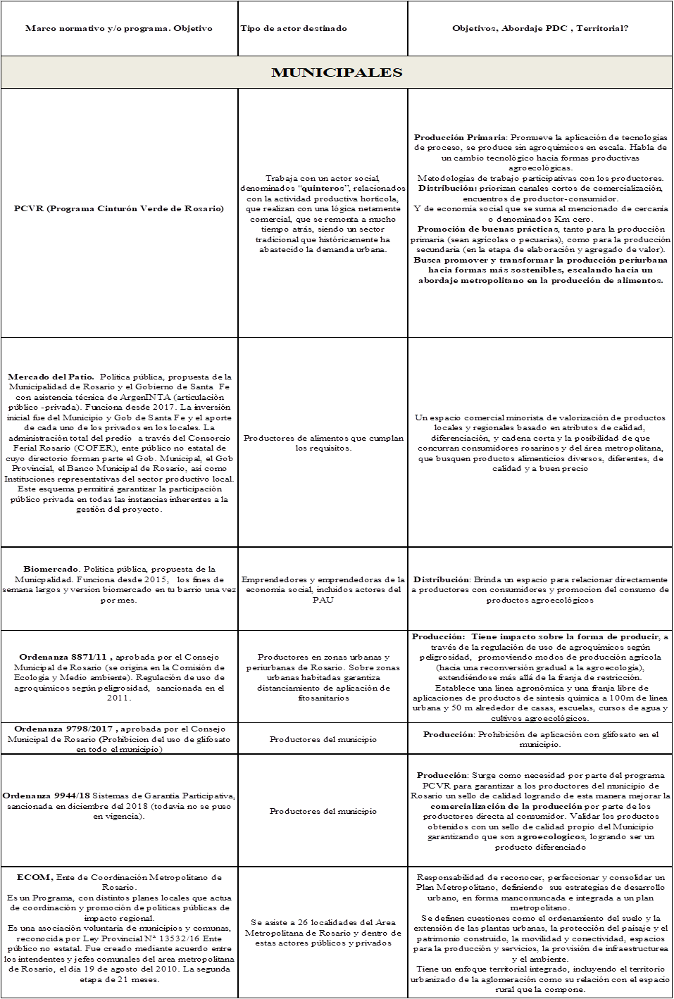 Marco normativo y/o programa. Objetivo
Tipo de actor destinado
Objetivos, Abordaje PDC , Territorial?
MUNICIPALES
PCVR (Programa Cinturón Verde de Rosario)
Trabaja con un actor social,
denominados “quinteros”, relacionados
con la actividad productiva hortícola,
que realizan con una lógica netamente
comercial, que se remonta a mucho
tiempo atrás, siendo un sector
tradicional que históricamente ha
abastecido la demanda urbana.
Producción Primaria: Promueve la aplicación de tecnologías
de proceso, se produce sin agroquímicos en escala. Habla de
un cambio tecnológico hacia formas productivas
agroecológicas.
Metodologías de trabajo participativas con los productores.
Distribución: priorizan canales cortos de comercialización,
encuentros de productor-consumidor.
Y de economía social que se suma al mencionado de cercanía
o denominados Km cero.
Promoción de buenas prácticas, tanto para la producción
primaria (sean agrícolas o pecuarias), como para la producción
secundaria (en la etapa de elaboración y agregado de valor).
Busca promover y transformar la producción periurbana
hacia formas más sostenibles, escalando hacia un
abordaje metropolitano en la producción de alimentos.
Mercado del Patio. Política pública, propuesta de la
Municipalidad de Rosario y el Gobierno de Santa Fe
con asistencia técnica de ArgenINTA (articulación
público -privada). Funciona desde 2017. La inversión
inicial fue del Municipio y Gob de Santa Fe y el aporte
de cada uno de los privados en los locales. La
administración total del predio a través del Consorcio
Ferial Rosario (COFER), ente público no estatal de
cuyo directorio forman parte el Gob. Municipal, el Gob
Provincial, el Banco Municipal de Rosario, así como
Instituciones representativas del sector productivo local.
Este esquema permitirá garantizar la participación
público privada en todas las instancias inherentes a la
gestión del proyecto.
Productores de alimentos que cumplan
los requisitos.
Un espacio comercial minorista de valorización de productos
locales y regionales basado en atributos de calidad,
diferenciación, y cadena corta y la posibilidad de que
concurran consumidores rosarinos y del área metropolitana,
que busquen productos alimenticios diversos, diferentes, de
calidad y a buen precio
Biomercado. Política pública, propuesta de la
Municpalidad. Funciona desde 2015, los fines de
semana largos y version biomercado en tu barrio una vez
por mes.
Emprendedores y emprendedoras de la
economía social, incluidos actores del
PAU
Distribución: Brinda un espacio para relacionar directamente
a productores con consumidores y promocion del consumo de
productos agroecológicos
Ordenanza 8871/11 , aprobada por el Consejo
Municipal de Rosario (se origina en la Comisión de
Ecología y Medio ambiente). Regulación de uso de
agroquímicos según peligrosidad, sancionada en el
2011.
Productores en zonas urbanas y
periurbanas de Rosario. Sobre zonas
urbanas habitadas garantiza
distanciamiento de aplicación de
fitosanitarios
Producción: Tiene impacto sobre la forma de producir, a
través de la regulación de uso de agroquímicos según
peligrosidad, promoviendo modos de producción agrícola
(hacia una reconversión gradual a la agroecología),
extendiéndose más allá de la franja de restricción.
Establece una línea agronómica y una franja libre de
aplicaciones de productos de síntesis química a 100m de línea
urbana y 50 m alrededor de casas, escuelas, cursos de agua y
cultivos agroecológicos.
Ordenanza 9798/2017 , aprobada por el Consejo
Municipal de Rosario (Prohibicion del uso de glifosato
en todo el municipio)
Productores del municipio
Producción: Prohibición de aplicación con glifosato en el
municipio.
Ordenanza 9944/18 Sistemas de Garantía Participativa,
sancionada en diciembre del 2018 (todavía no se puso
en vigencia).
Productores del municipio
Producción: Surge como necesidad por parte del programa
PCVR para garantizar a los productores del municipio de
Rosario un sello de calidad logrando de esta manera mejorar la
comercialización de la producción por parte de los
productores directa al consumidor. Validar los productos
obtenidos con un sello de calidad propio del Municipio
garantizando que son agroecologicos, logrando ser un
producto diferenciado
ECOM, Ente de Coordinación Metropolitano de
Rosario.
Es un Programa, con distintos planes locales que actua
de coordinación y promoción de políticas públicas de
impacto regional.
Es una asociación voluntaria de municipios y comunas,
reconocida por Ley Provincial Nª 13532/16 Ente
público no estatal. Fue creado mediante acuerdo entre
los intendentes y jefes comunales del area metropolitana
de Rosario, el día 19 de agosto del 2010. La segunda
etapa de 21 meses.
Se asiste a 26 localidades del Area
Metropolitana de Rosario y dentro de
estas actores públicos y privados
Responsabilidad de reconocer, perfeccionar y consolidar un
Plan Metropolitano, definiendo sus estrategias de desarrollo
urbano, en forma mancomuncada e integrada a un plan
metropolitano.
Se definen cuestiones como el ordenamiento del suelo y la
extensión de las plantas urbanas, la protección del paisaje y el
patrimonio construido, la movilidad y conectividad, espacios
para la producción y servicios, la provisión de infraestructurea
y el ambiente.
Tiene un enfoque territorial integrado, incluyendo el territorio
urbanizado de la aglomeración como su relación con el espacio
rural que la compone.